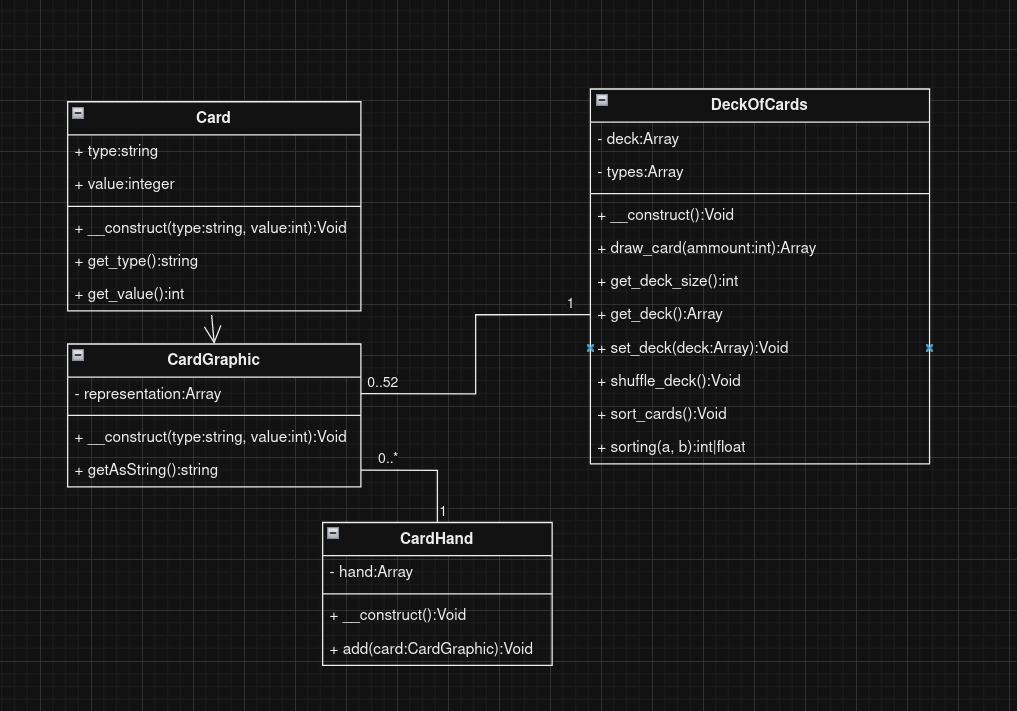 Card
+ type:string
+ value:integer
+ __construct(type:string, value:int):Void
+ get_type():string
+ get_value():int
CardGraphic
- representation:Array
+ __construct(type:string, value:int):Void
+ getAsString():string
0..52
1
0..*
1
DeckOfCards
- deck:Array
- types:Array
+ __construct():Void
+ draw_card(ammount:int):Array
+ get_deck_size():int
+ get_deck():Array
+ set_deck(deck:Array):Void
+ shuffle_deck():Void
+ sort_cards():Void
+ sorting(a, b):int|float
CardHand
- hand:Array
+ __construct():Void
+ add(card:CardGraphic):Void